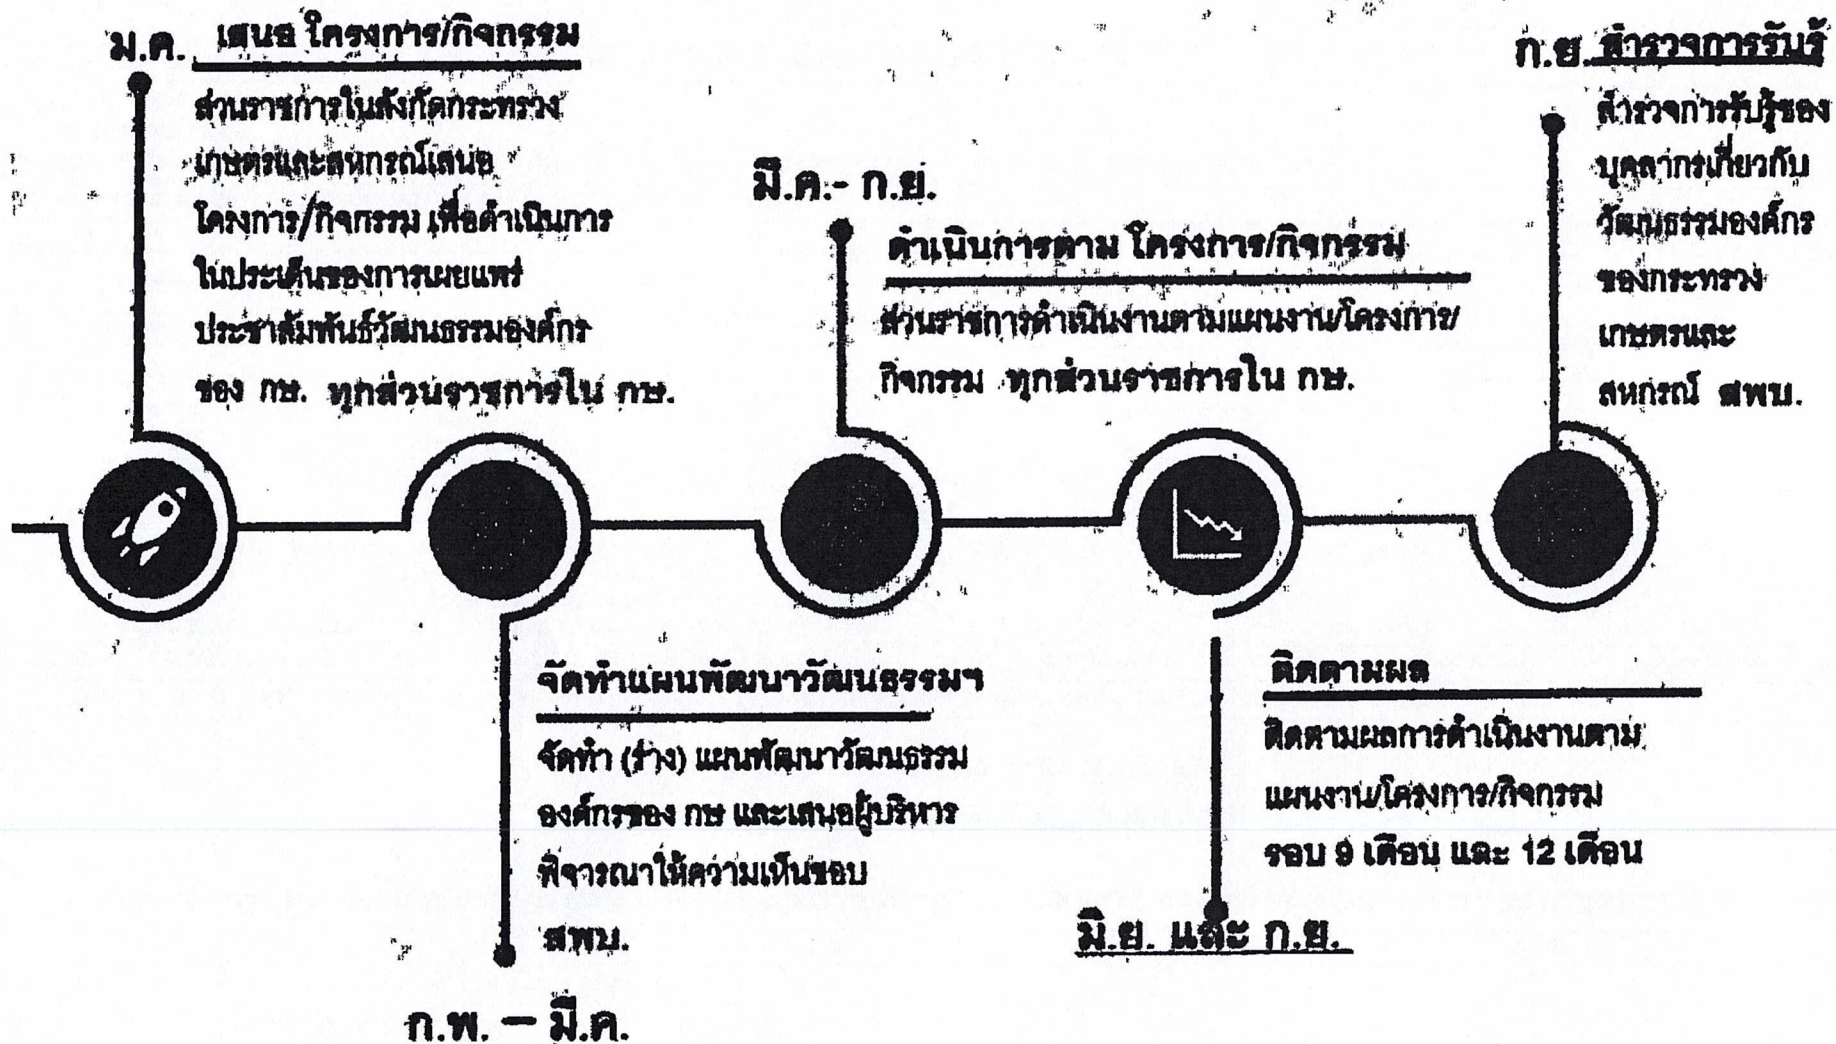 ม.ค.
เสนอ โครงการ/กิจกรรม
ส่วนราชการในสังกัดกระทรวง
เกษตรและสหกรณ์เสนอ
โครงการ/กิจกรรม เพื่อดำเนินการ
ในประเด็นของการเผยแพร่
ประชาสัมพันธ์วัฒนธรรมองค์กร
ของ กษ. ทุกส่วนราชการใน กษ.
จัดทำแผนพัฒนาวัฒนธรรมฯ
จัดทำ (ร่าง) แผนพัฒนาวัฒนธรรม
องค์กรของ กษ และเสนอผู้บริหาร
พิจารณาให้ความเห็นชอบ
สพบ.
ก.พ. – มี.ค.
มี.ค.- ก.ย.
ดำเนินการตาม โครงการ/กิจกรรม
ส่วนราชการดำเนินงานตามแผนงาน/โครงการ/
กิจกรรม ทุกส่วนราชการใน กษ.
ติดตามผล
ติดตามผลการดำเนินงานตาม
แผนงาน/โครงการ/กิจกรรม
รอบ 9 เดือน และ 12 เดือน
มิ.ย. และ ก.ย.
ก.ย. สำรวจการรับรู้
สำรวจการรับรู้ของ
บุคลากรเกี่ยวกับ
วัฒนธรรมองค์กร
ของกระทรวง
เกษตรและ
สหกรณ์ สพบ.